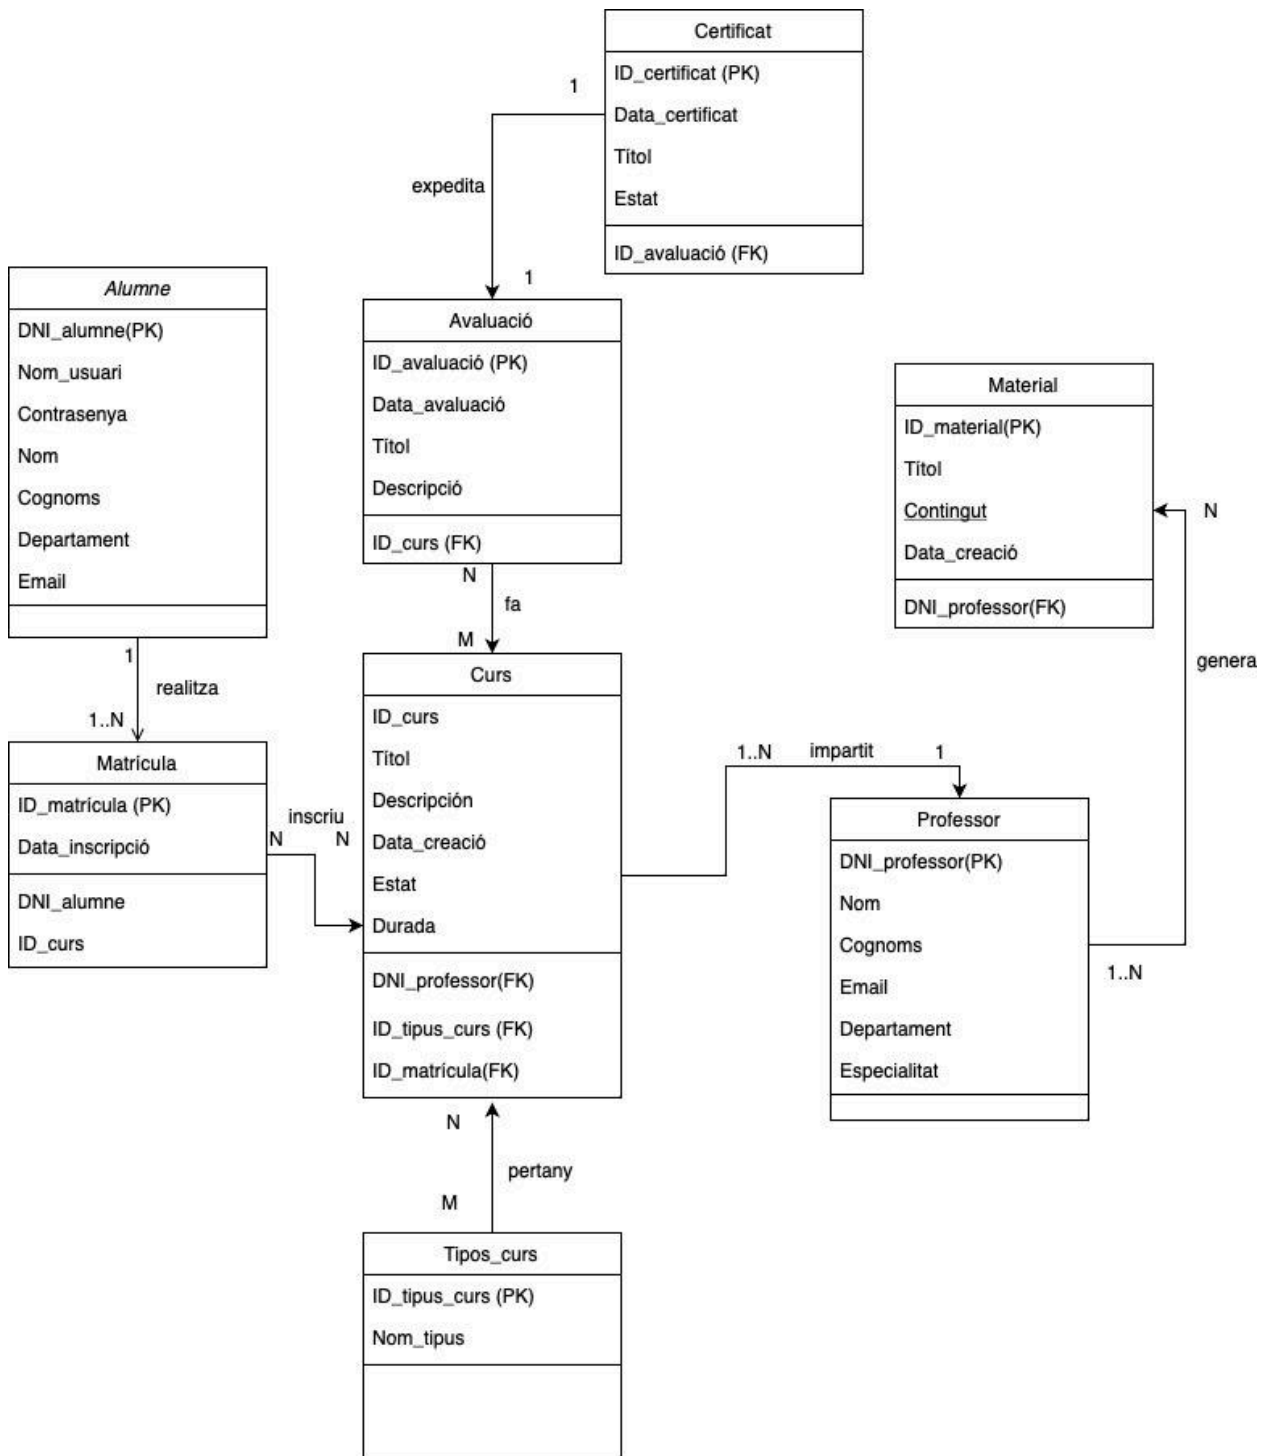 Certificat
ID_certificat (PK)
Data_certificat
Títol
Estat
ID_avaluació (FK)
1
expedita
1
Alumne
DNI_alumne(PK)
Nom_usuari
Contrasenya
Nom
Cognoms
Departament
Email
Avaluació
ID_avaluació (PK)
Data_avaluació
Títol
Descripció
ID_curs (FK)
Material
ID_material(PK)
Títol
Contingut
Data_creació
DNI_professor(FK)
N
genera
1..N
N
fa
M
1
realitza
1..N
Matrícula
ID_matrícula (PK)
Data_inscripció
DNI_alumne
ID_curs
inscriu
N
N
Curs
ID_curs
Títol
Descripción
Data_creació
Estat
Durada
DNI_professor(FK)
ID_tipus_curs (FK)
ID_matrícula(FK)
1..N
impartit
1
Professor
DNI_professor(PK)
Nom
Cognoms
Email
Departament
Especialitat
N
pertany
M
Tipos_curs
ID_tipus_curs (PK)
Nom_tipus